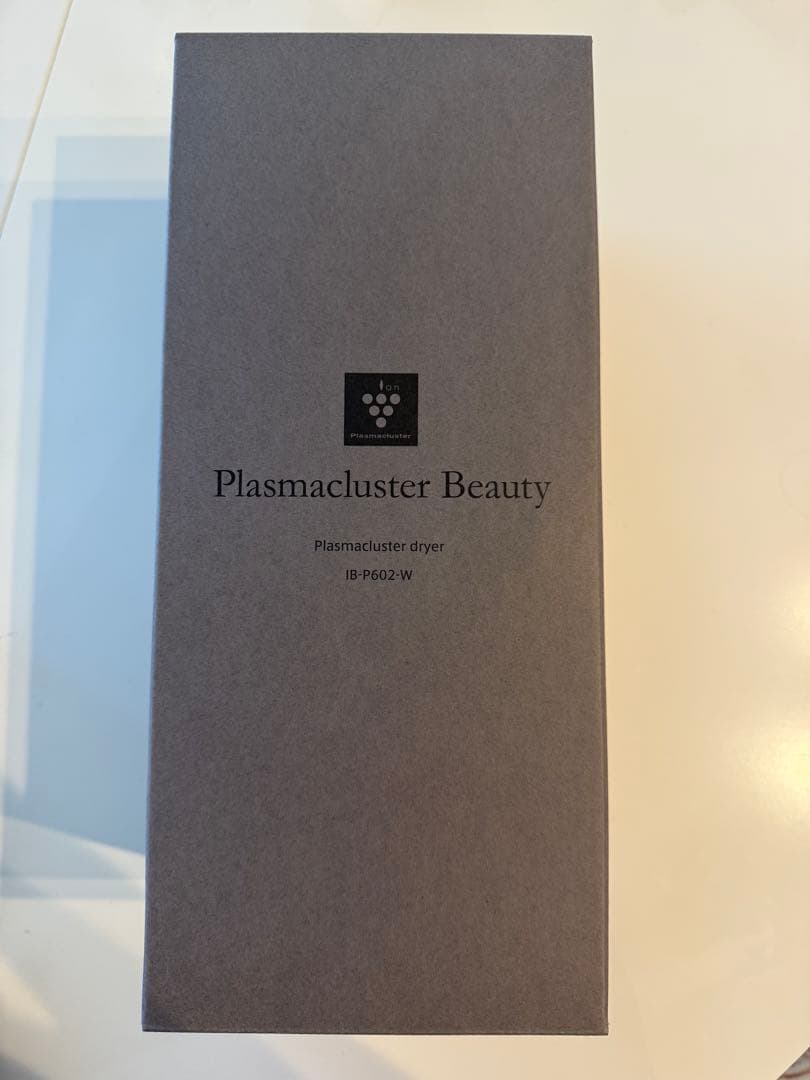 Ion
Plasmacluster
Plasmacluster Beauty
Plasmacluster dryer
IB-P602-W